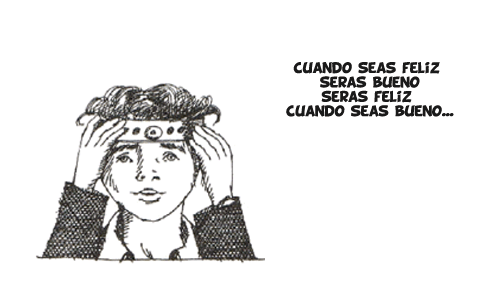 CUANDO SEAS FELIZ
SERAS BUENO
SERAS FELIZ
CUANDO SEAS BUENO...